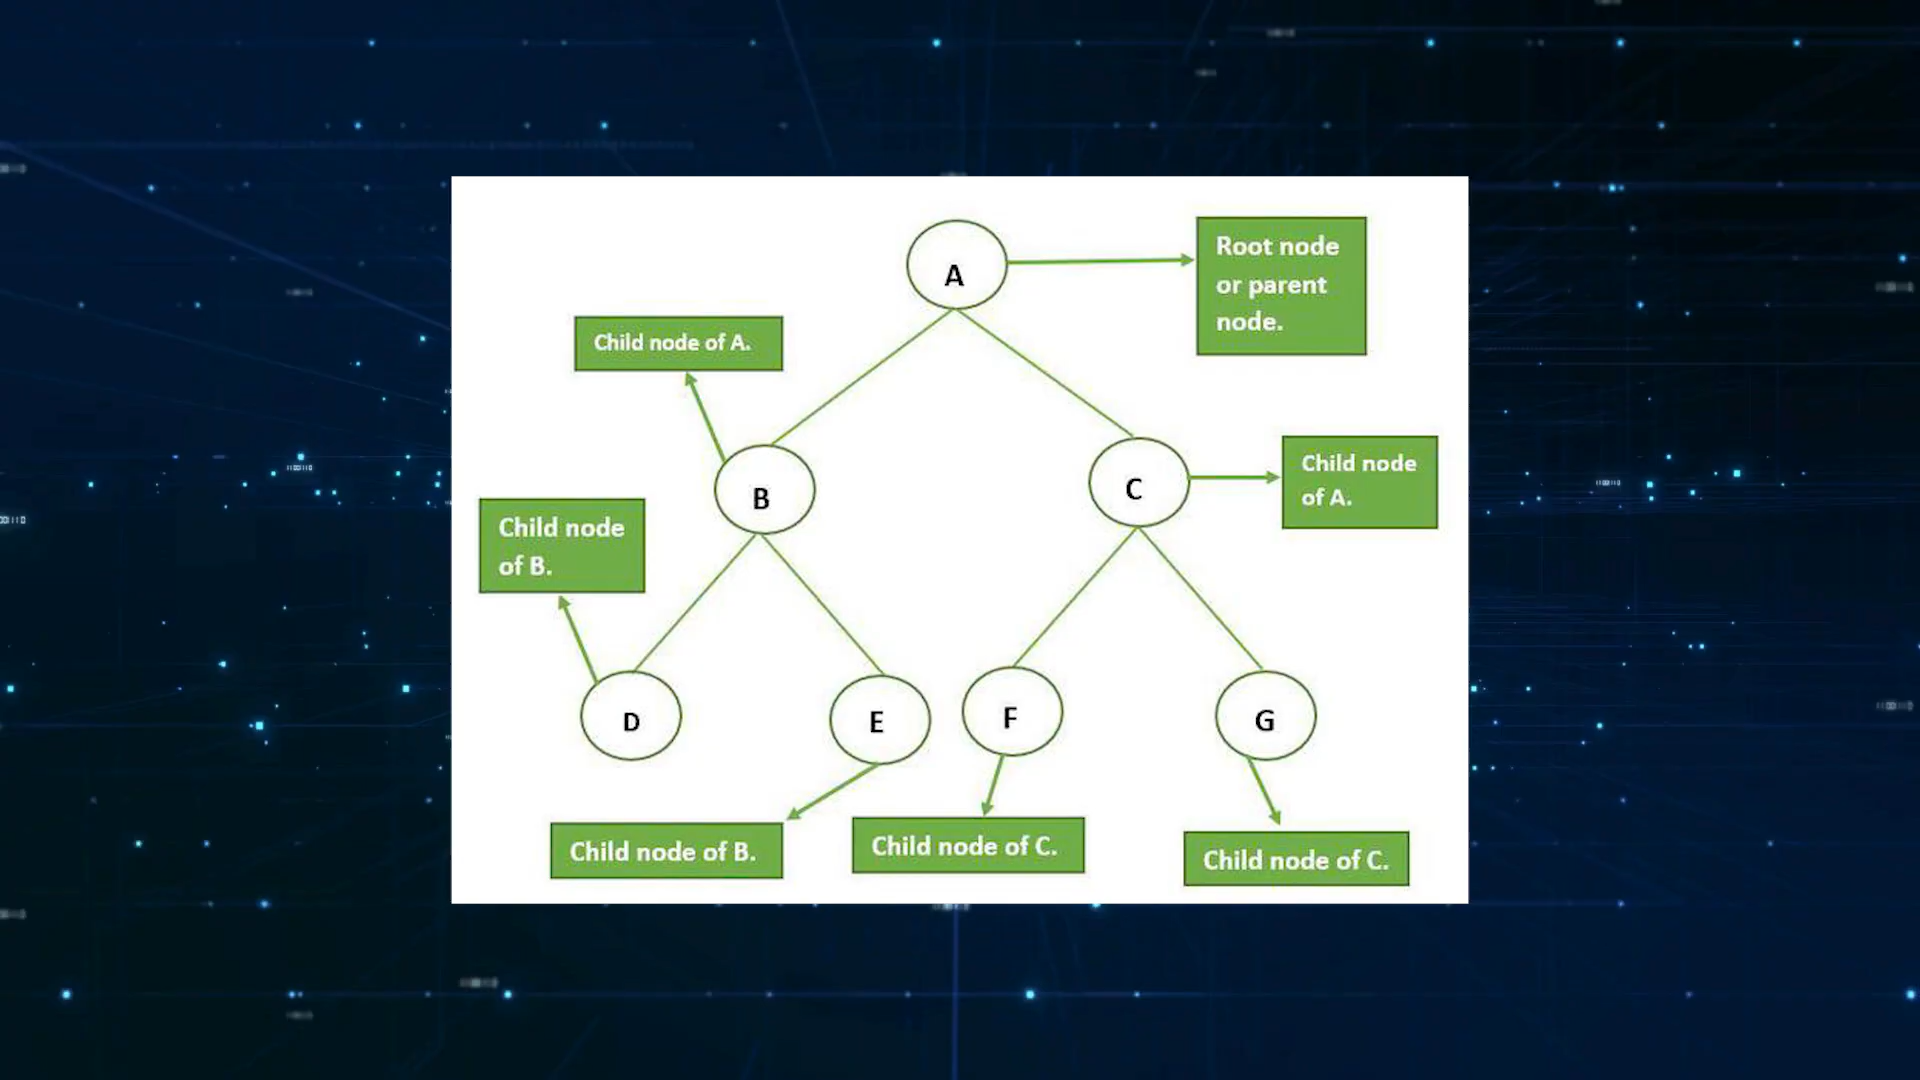 A
Root node
or parent
node.
Child node of A.
B
C
Child node
of A.
Child node
of B.
D
E
F
G
Child node of B.
Child node of C.
Child node of C.